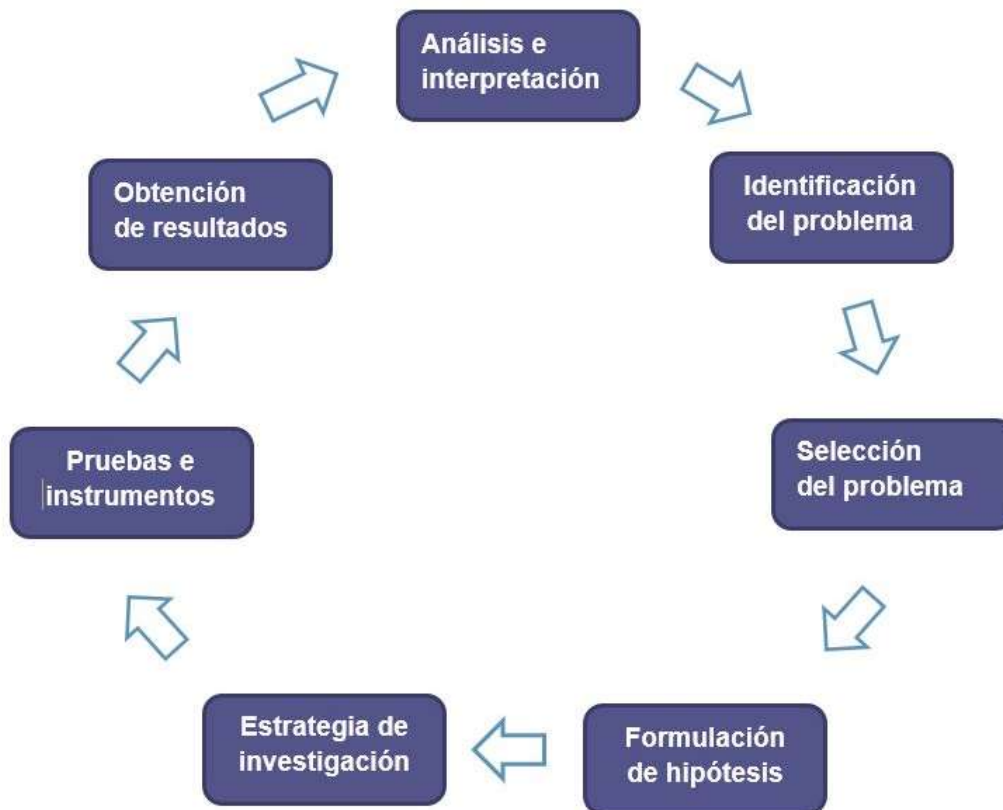 Análisis e
interpretación
Identificación
del problema
Selección
del problema
Formulación
de hipótesis
Estrategia de
investigación
Pruebas e
instrumentos
Obtención
de resultados